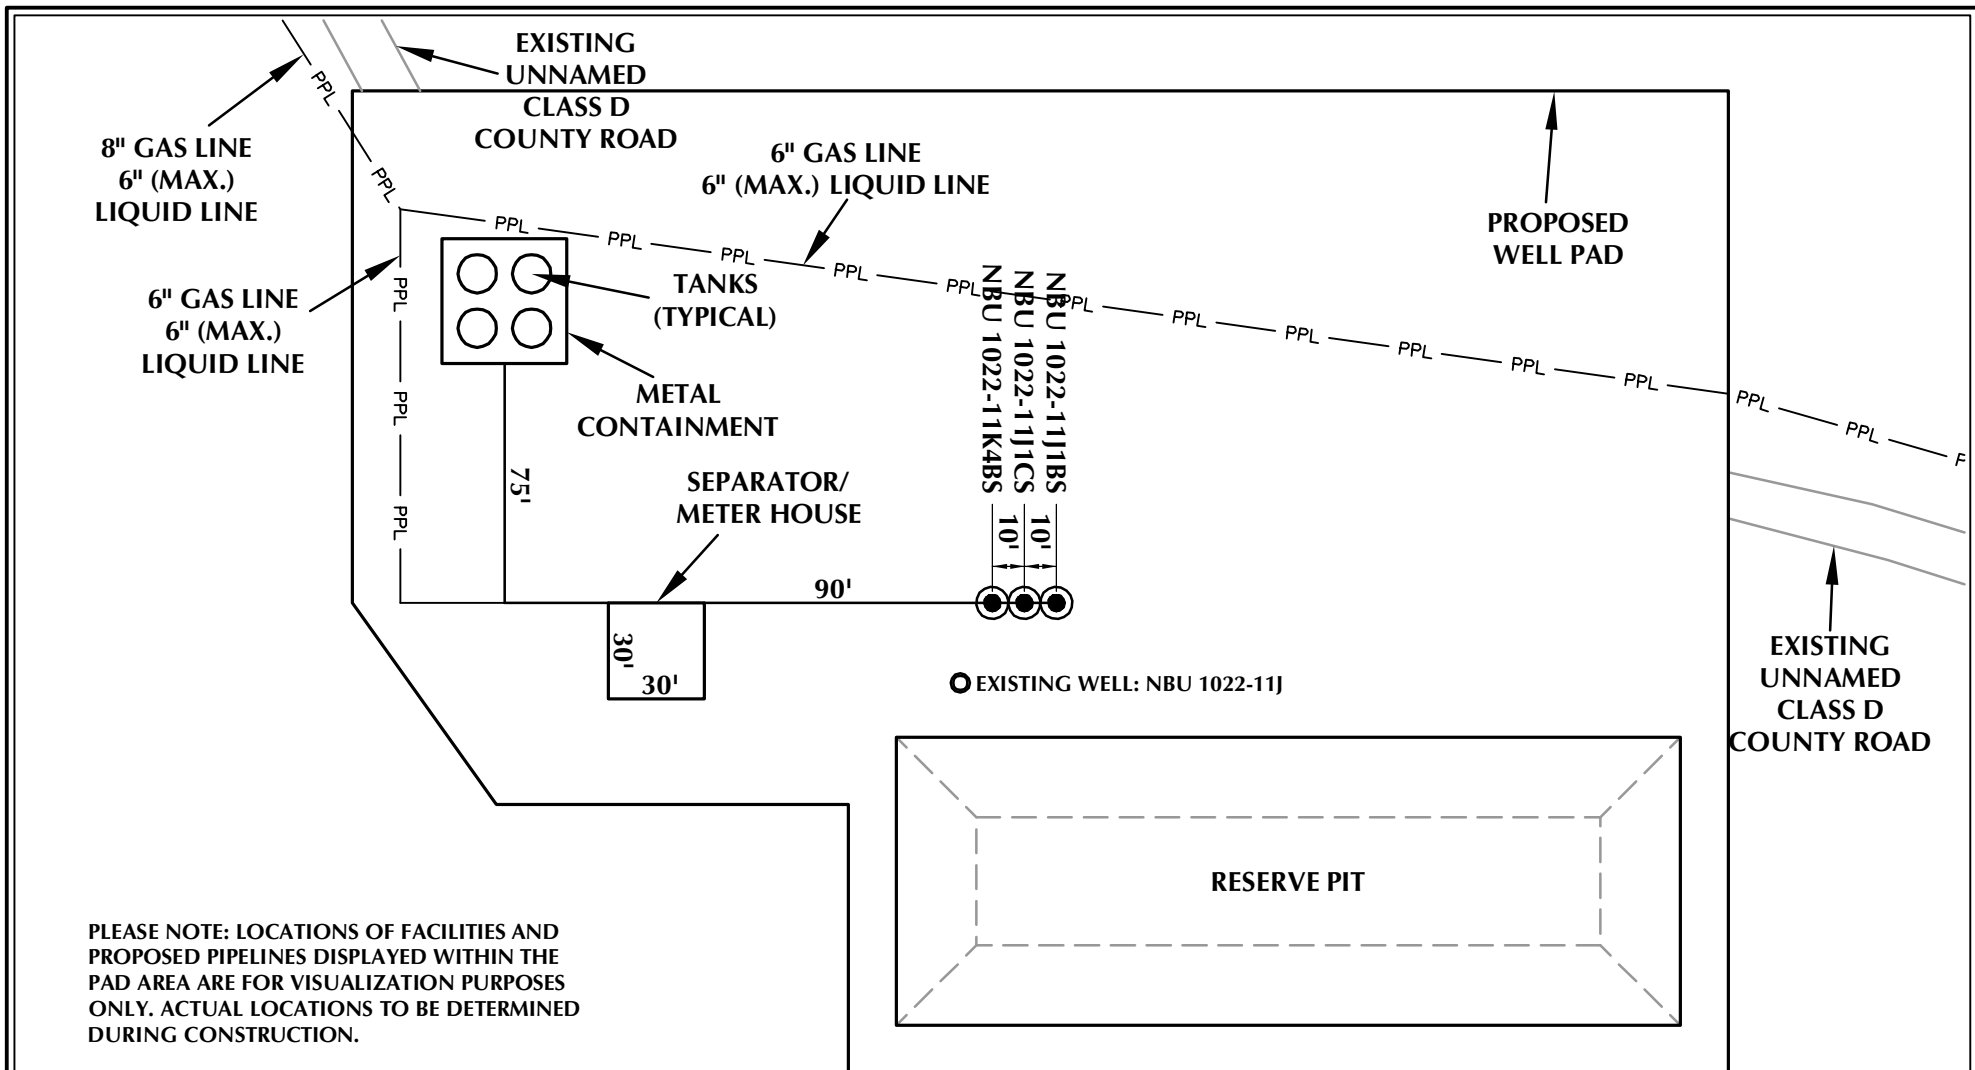 EXISTING
UNNAMED
CLASS D
COUNTY ROAD
8" GAS LINE
6" (MAX.)
LIQUID LINE
PPL
PPL
6" GAS LINE
6" (MAX.) LIQUID LINE
PROPOSED
WELL PAD
PPL
PPL
PPL
PPL
PPL
PPL
PPL
PPL
PPL
PPL
PPL
PPL
PPL
P
6" GAS LINE
6" (MAX.)
LIQUID LINE
PPL
PPL
PPL
TANKS
(TYPICAL)
METAL
CONTAINMENT
NBU 1022-11K4BS
NBU 1022-11J1CS
NBU 1022-11J1BS
75'
SEPARATOR/
METER HOUSE
10'
10'
90'
30'
30'
EXISTING WELL: NBU 1022-11J
EXISTING
UNNAMED
CLASS D
COUNTY ROAD
RESERVE PIT
PLEASE NOTE: LOCATIONS OF FACILITIES AND
PROPOSED PIPELINES DISPLAYED WITHIN THE
PAD AREA ARE FOR VISUALIZATION PURPOSES
ONLY. ACTUAL LOCATIONS TO BE DETERMINED
DURING CONSTRUCTION.